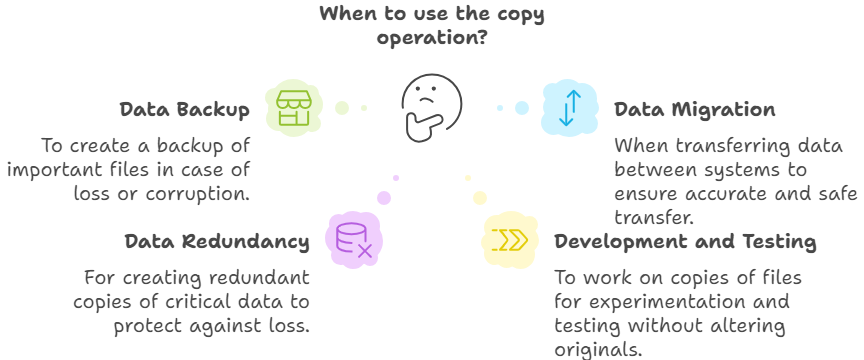 When to use the copy
operation?
Data Backup
To create a backup of
important files in case of
loss or corruption.
Data Migration
When transferring data
between systems to
ensure accurate and safe
transfer.
Data Redundancy
For creating redundant
copies of critical data to
protect against loss.
Development and Testing
To work on copies of files
for experimentation and
testing without altering
originals.